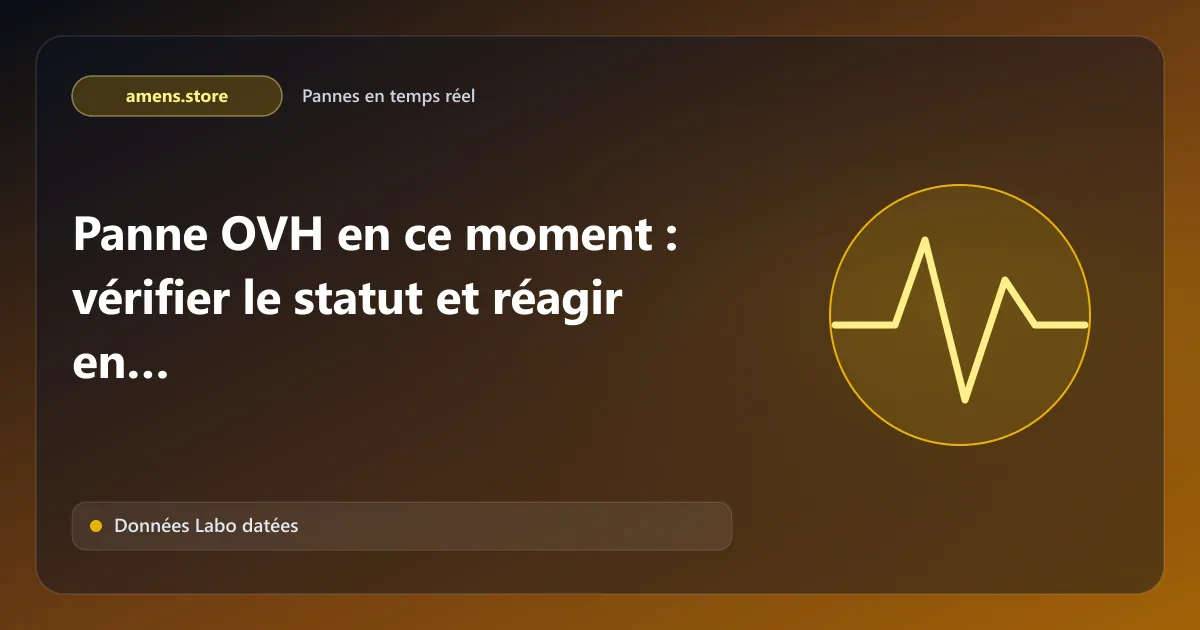 amens.store
Pannes en temps réel
Panne OVH en ce moment :
vérifier le statut et réagir
en…
Données Labo datées